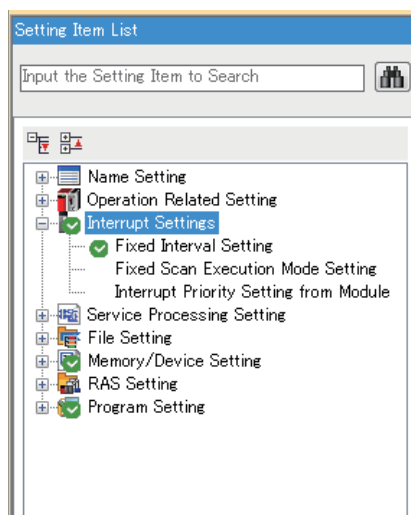 Setting Item List
Input the Setting Item to Search
Name Setting
Operation Related Setting
Interrupt Settings
Fixed Interval Setting
Fixed Scan Execution Mode Setting
Interrupt Priority Setting from Module
Service Processing Setting
File Setting
Memory/Device Setting
RAS Setting
Program Setting